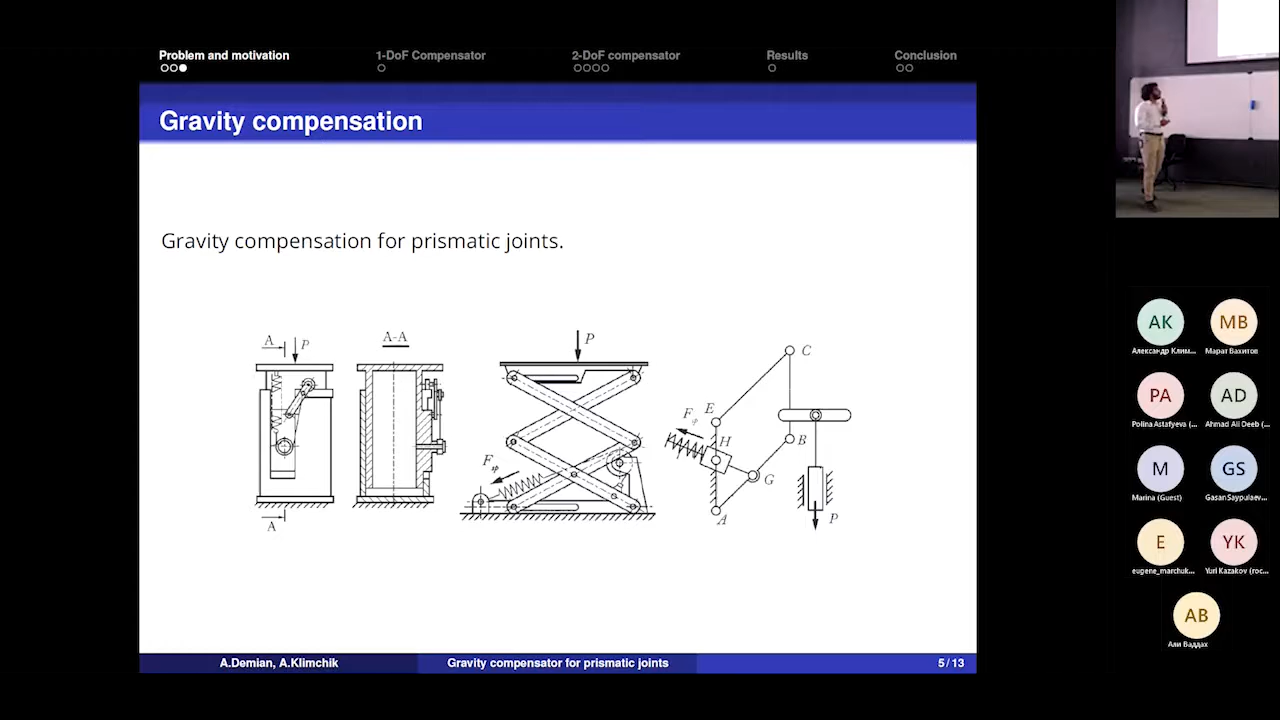 Problem and motivation
1-DoF Compensator
2-DoF compensator
Results
Conclusion
Gravity compensation
Gravity compensation for prismatic joints.
A
P
A-A
A
P
F
F
E
H
C
B
G
A
P
A.Demian, A.Klimchik
Gravity compensator for prismatic joints
5 / 13
AK
MB
Александр Клим...
Марат Вахитов
PA
AD
Polina Astafyeva (...
Ahmad Ali Deeb (...
M
GS
Marina (Guest)
Gasan Saypulaev...
E
YK
eugene_marchuk...
Yuri Kazakov (roc...
AB
Али Ваддах